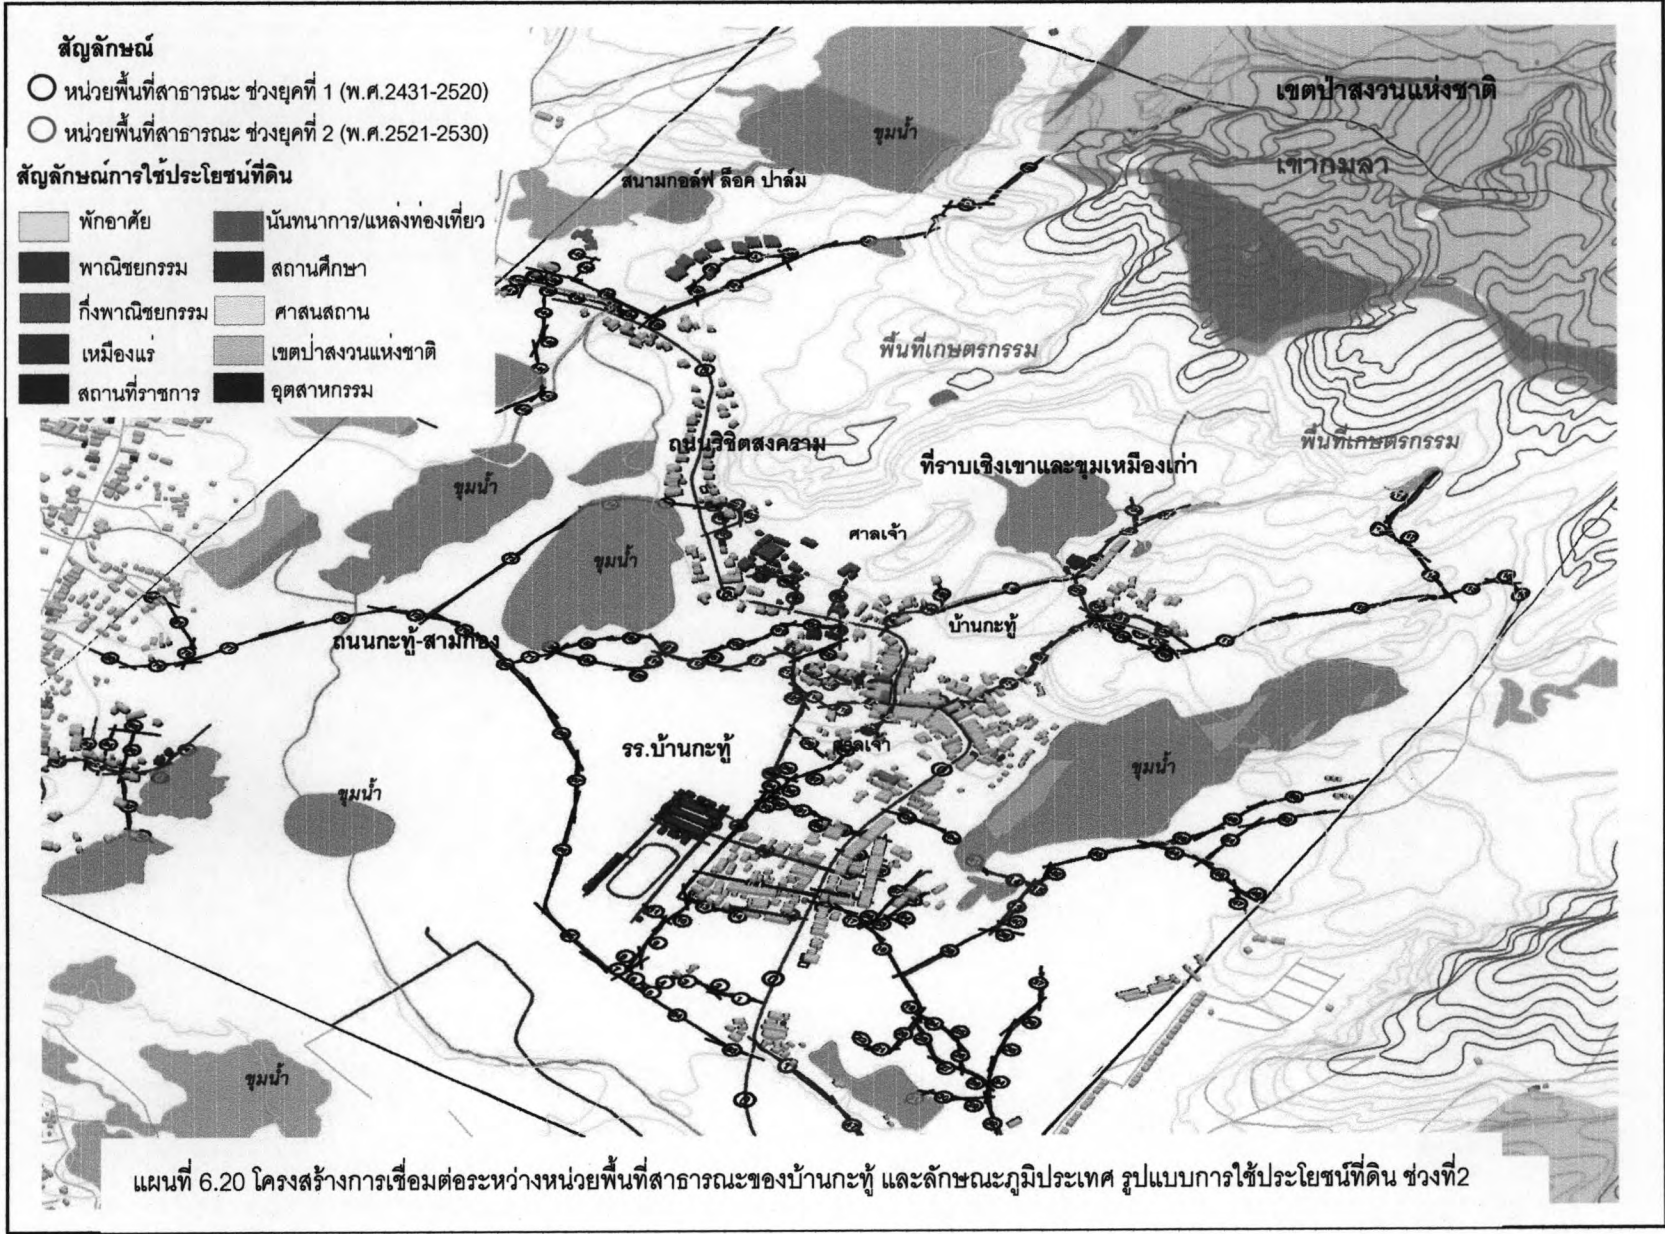 สัญลักษณ์
หน่วยพื้นที่สาธารณะ ช่วงยุคที่ 1 (พ.ศ.2431-2520)
หน่วยพื้นที่สาธารณะ ช่วงยุคที่ 2 (พ.ศ.2521-2530)
สัญลักษณ์การใช้ประโยชน์ที่ดิน
พักอาศัย
นันทนาการ/แหล่งท่องเที่ยว
พาณิชยกรรม
สถานศึกษา
กึ่งพาณิชยกรรม
ศาสนสถาน
เหมืองแร่
เขตป่าสงวนแห่งชาติ
สถานที่ราชการ
อุตสาหกรรม
เขตป่าสงวนแห่งชาติ
ขุมน้ำ
เขากมลา
สนามกอล์ฟ ล็อค ปาล์ม
พื้นที่เกษตรกรรม
ถนนวิชิตสงคราม
พื้นที่เกษตรกรรม
ที่ราบเชิงเขาและขุมเหมืองเก่า
ขุมน้ำ
ศาลเจ้า
ขุมน้ำ
บ้านกะทู้
ถนนกะทู้-สามกอง
รร.บ้านกะทู้
ศาลเจ้า
ขุมน้ำ
ขุมน้ำ
ขุมน้ำ
แผนที่ 6.20 โครงสร้างการเชื่อมต่อระหว่างหน่วยพื้นที่สาธารณะของบ้านกะทู้ และลักษณะภูมิประเทศ รูปแบบการใช้ประโยชน์ที่ดิน ช่วงที่2